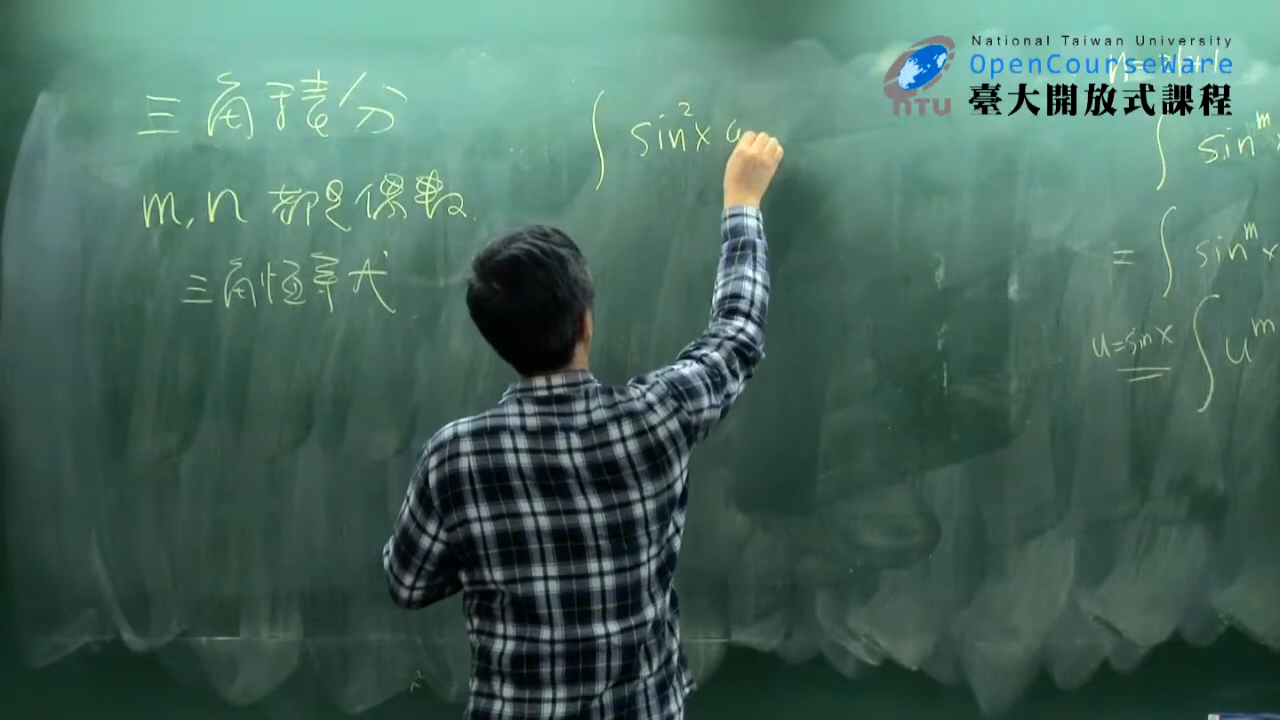 National Taiwan University
OpenCourseWare
臺大開放式課程
NTU
三角積分
m, n 都是偶數.
三角恆等式
∫ sin²x
∫ sinᵐ
= ∫ sinᵐx
u=sin x ∫ uᵐ